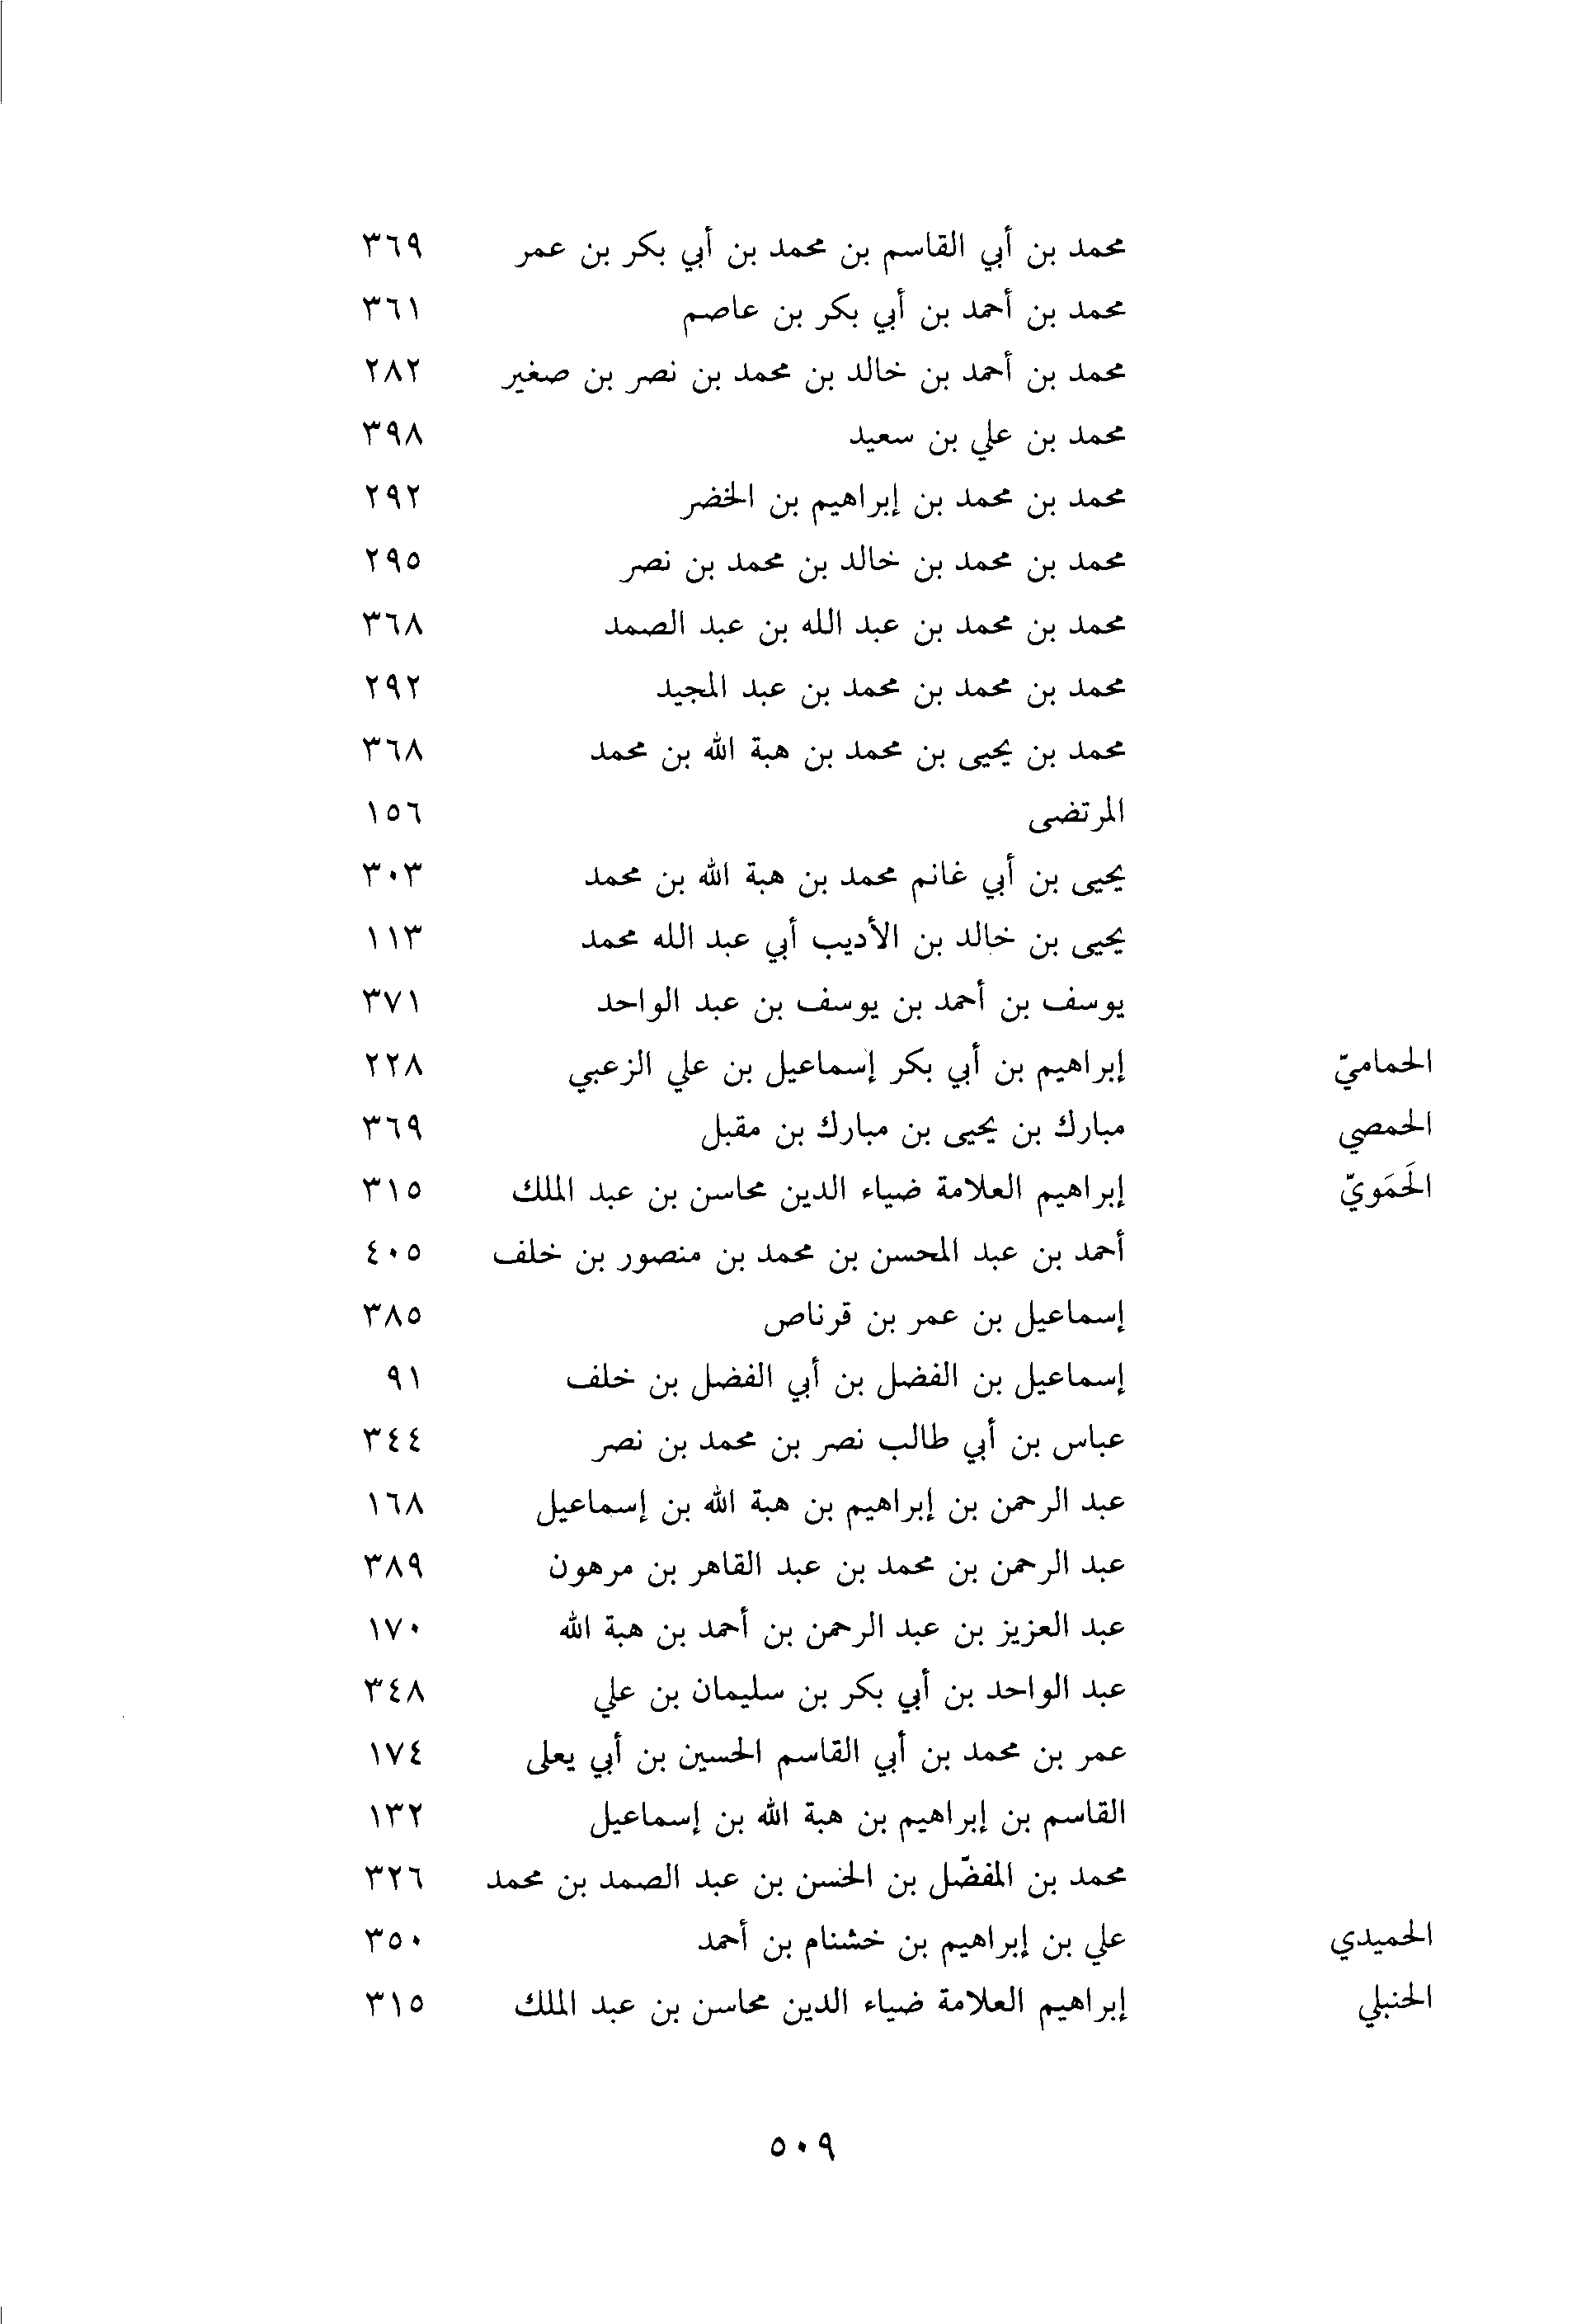 محمد بن أبي القاسم بن محمد بن أبي بكر بن عمر ٣٦٩
محمد بن أحمد بن أبي بكر بن عاصم ٣٦١
محمد بن أحمد بن خالد بن محمد بن نصر بن صغير ٢٨٢
محمد بن علي بن سعيد ٣٩٨
محمد بن محمد بن إبراهيم بن الخضر ٢٩٢
محمد بن محمد بن خالد بن محمد بن نصر ٢٩٥
محمد بن محمد بن عبد الله بن عبد الصمد ٣٦٨
محمد بن محمد بن محمد بن عبد المجيد ٢٩٢
محمد بن يحيى بن محمد بن هبة الله بن محمد ٣٦٨
المرتضى ١٥٦
يحيى بن أبي غانم محمد بن هبة الله بن محمد ٣٠٣
يحيى بن خالد بن الأديب أبي عبد الله محمد ١١٣
يوسف بن أحمد بن يوسف بن عبد الواحد ٣٧١
الحماميّ إبراهيم بن أبي بكر إسماعيل بن علي الزعبي ٢٢٨
الحمصي مبارك بن يحيى بن مبارك بن مقبل ٣٦٩
الحَمَويّ إبراهيم العلامة ضياء الدين محاسن بن عبد الملك ٣١٥
أحمد بن عبد المحسن بن محمد بن منصور بن خلف ٤٠٥
إسماعيل بن عمر بن قرناص ٣٨٥
إسماعيل بن الفضل بن أبي الفضل بن خلف ٩١
عباس بن أبي طالب نصر بن محمد بن نصر ٣٤٤
عبد الرحمن بن إبراهيم بن هبة الله بن إسماعيل ١٦٨
عبد الرحمن بن محمد بن عبد القاهر بن مرهون ٣٨٩
عبد العزيز بن عبد الرحمن بن أحمد بن هبة الله ١٧٠
عبد الواحد بن أبي بكر بن سليمان بن علي ٣٤٨
عمر بن محمد بن أبي القاسم الحسين بن أبي يعلى ١٧٤
القاسم بن إبراهيم بن هبة الله بن إسماعيل ١٣٢
محمد بن المفضّل بن الخسن بن عبد الصمد بن محمد ٣٢٦
الحميدي علي بن إبراهيم بن خشنام بن أحمد ٣٥٠
الحنبلي إبراهيم العلامة ضياء الدين محاسن بن عبد الملك ٣١٥
٥٠٩